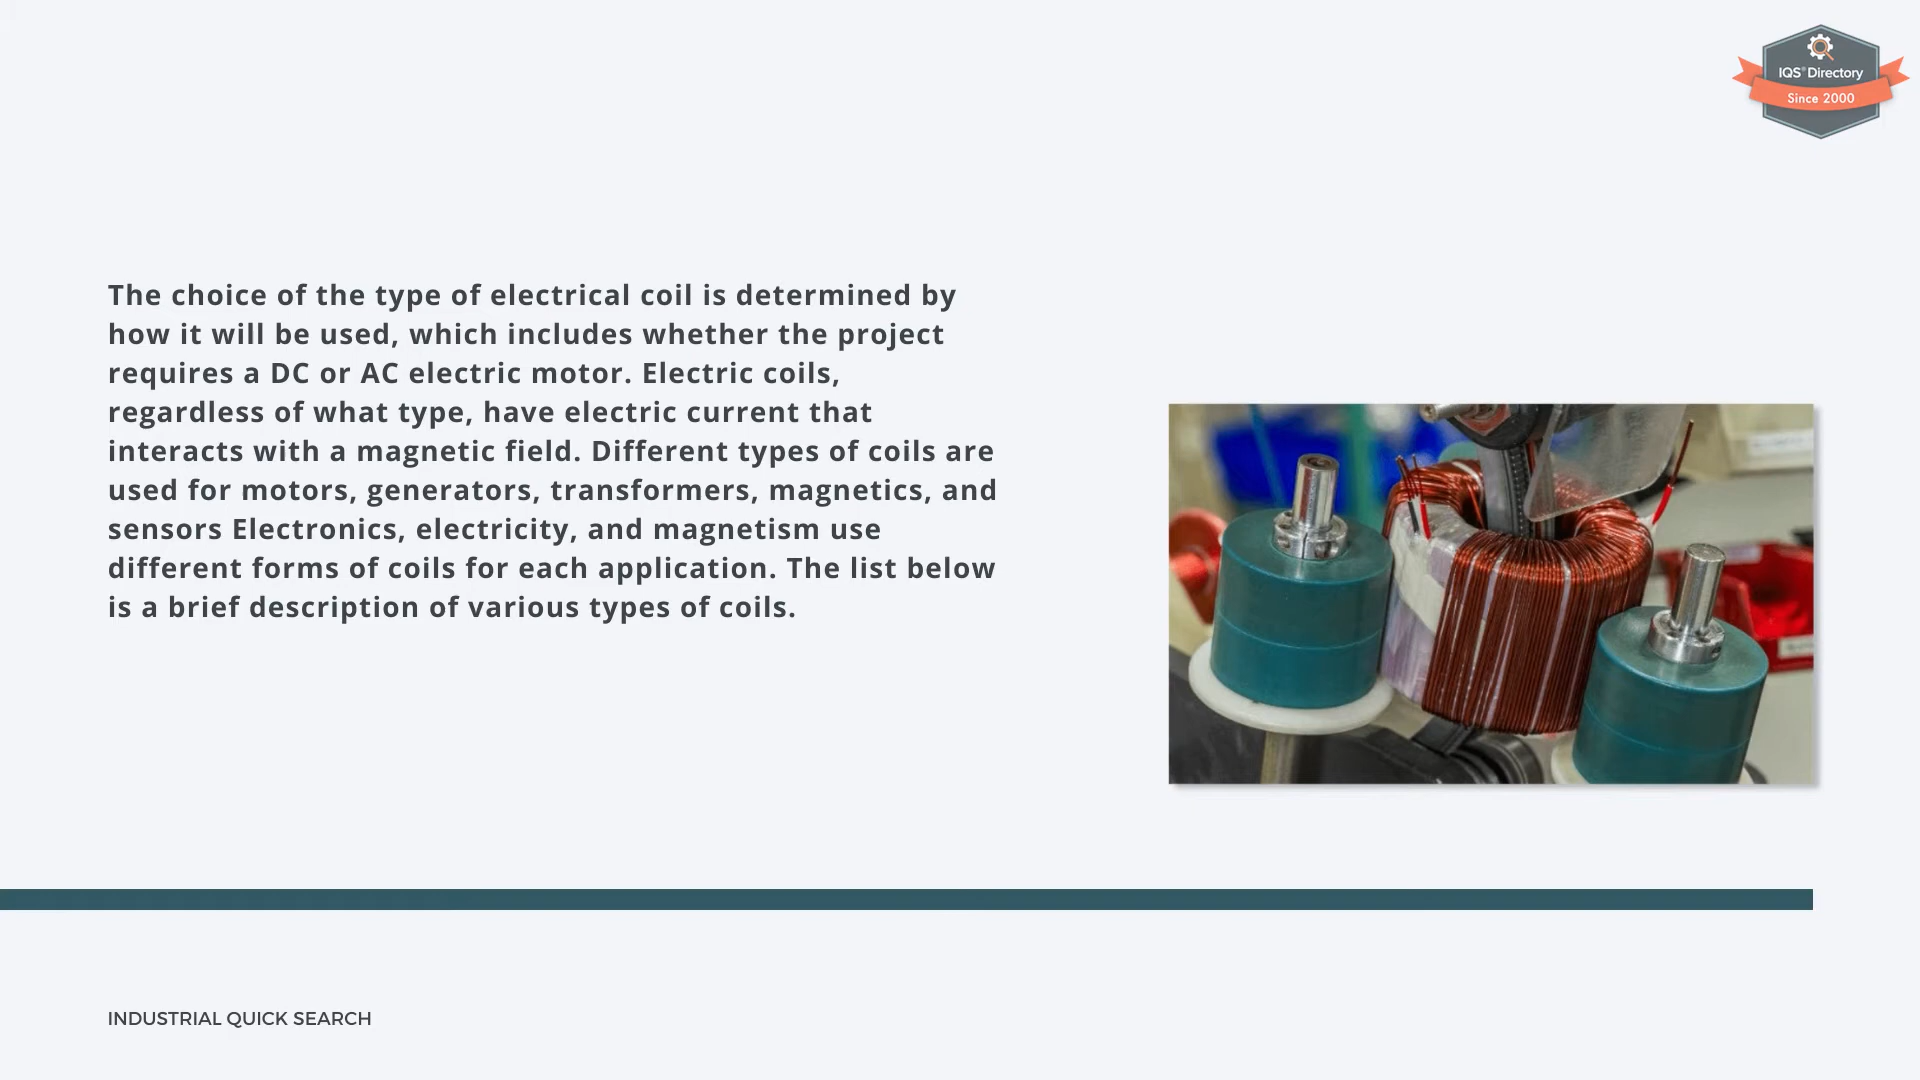 IQS® Directory
Since 2000
The choice of the type of electrical coil is determined by
how it will be used, which includes whether the project
requires a DC or AC electric motor. Electric coils,
regardless of what type, have electric current that
interacts with a magnetic field. Different types of coils are
used for motors, generators, transformers, magnetics, and
sensors Electronics, electricity, and magnetism use
different forms of coils for each application. The list below
is a brief description of various types of coils.
INDUSTRIAL QUICK SEARCH